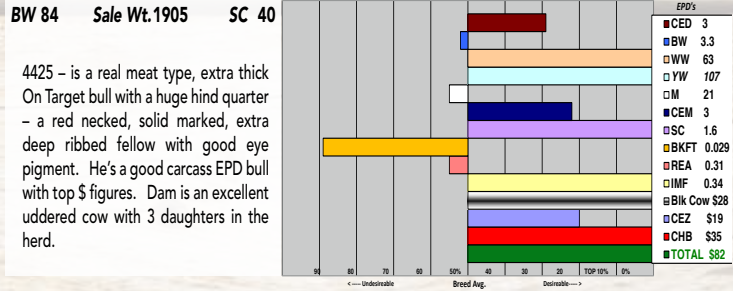 BW 84 Sale Wt.1905 SC 40
4425 – is a real meat type, extra thick
On Target bull with a huge hind quarter
– a red necked, solid marked, extra
deep ribbed fellow with good eye
pigment. He's a good carcass EPD bull
with top $ figures. Dam is an excellent
uddered cow with 3 daughters in the
herd.
EPD's
CED 3
BW 3.3
WW 63
YW 107
M 21
CEM 3
SC 1.6
BKFT 0.029
REA 0.31
IMF 0.34
Blk Cow $28
CEZ $19
CHB $35
TOTAL $82
90 80 70 60 50% 40 30 20 TOP 10% 0%
<---- Undesireable Breed Avg. Desireable---->